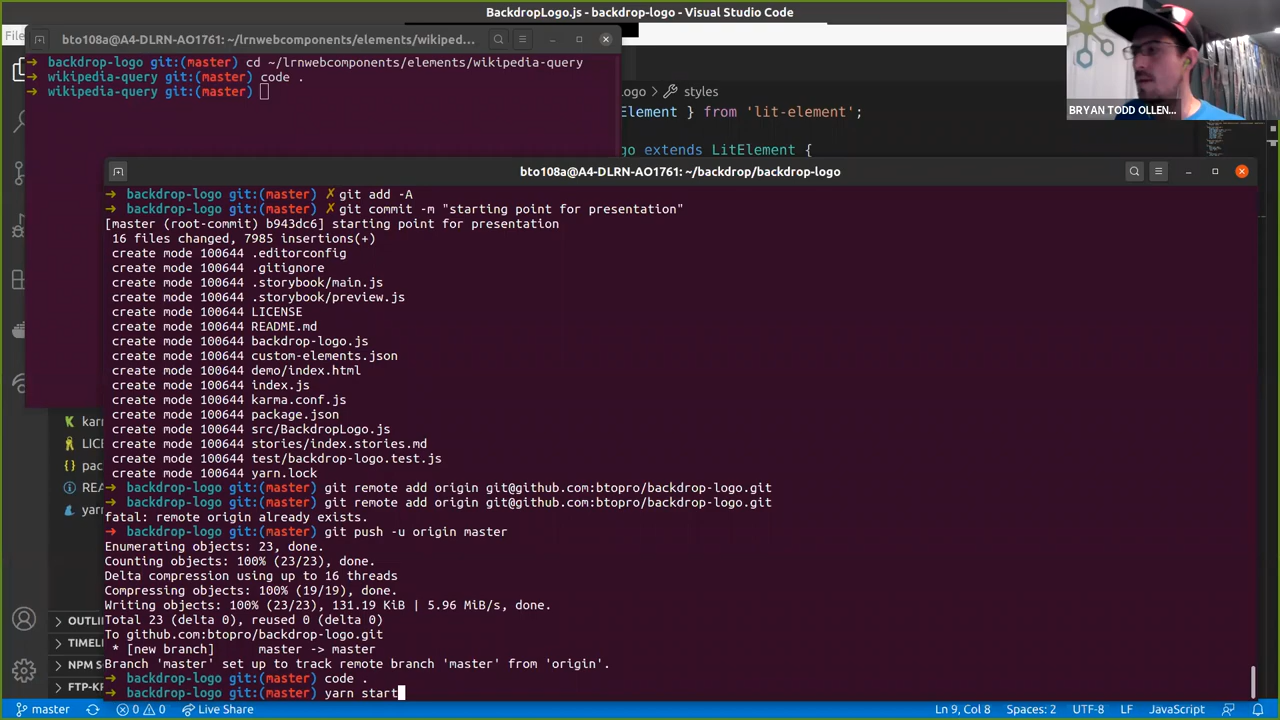 BackdropLogo.js - backdrop-logo - Visual Studio Code
File
bto108a@A4-DLRN-AO1761: ~/lrnwebcomponents/elements/wikiped...
BRYAN TODD OLLEN...
➜ backdrop-logo git:(master) cd ~/lrnwebcomponents/elements/wikipedia-query
➜ wikipedia-query git:(master) code .
➜ wikipedia-query git:(master)
logo > styles
Element } from 'lit-element';
go extends LitElement {
bto108a@A4-DLRN-AO1761: ~/backdrop/backdrop-logo
➜ backdrop-logo git:(master) ✗ git add -A
➜ backdrop-logo git:(master) ✗ git commit -m "starting point for presentation"
[master (root-commit) b943dc6] starting point for presentation
16 files changed, 7985 insertions(+)
create mode 100644 .editorconfig
create mode 100644 .gitignore
create mode 100644 .storybook/main.js
create mode 100644 .storybook/preview.js
create mode 100644 LICENSE
create mode 100644 README.md
create mode 100644 backdrop-logo.js
create mode 100644 custom-elements.json
create mode 100644 demo/index.html
create mode 100644 index.js
create mode 100644 karma.conf.js
create mode 100644 package.json
create mode 100644 src/BackdropLogo.js
create mode 100644 stories/index.stories.md
create mode 100644 test/backdrop-logo.test.js
create mode 100644 yarn.lock
➜ backdrop-logo git:(master) git remote add origin git@github.com:btopro/backdrop-logo.git
➜ backdrop-logo git:(master) git remote add origin git@github.com:btopro/backdrop-logo.git
fatal: remote origin already exists.
➜ backdrop-logo git:(master) git push -u origin master
Enumerating objects: 23, done.
Counting objects: 100% (23/23), done.
Delta compression using up to 16 threads
Compressing objects: 100% (19/19), done.
Writing objects: 100% (23/23), 131.19 KiB | 5.96 MiB/s, done.
Total 23 (delta 0), reused 0 (delta 0)
To github.com:btopro/backdrop-logo.git
* [new branch] master -> master
Branch 'master' set up to track remote branch 'master' from 'origin'.
➜ backdrop-logo git:(master) code .
➜ backdrop-logo git:(master) yarn start
K karn
LICE
{} pac
REA
yarn
> OUTLI
> TIMEL
> NPM S
> FTP-KF
master
0 0
Live Share
Ln 9, Col 8
Spaces: 2
UTF-8
LF
JavaScript